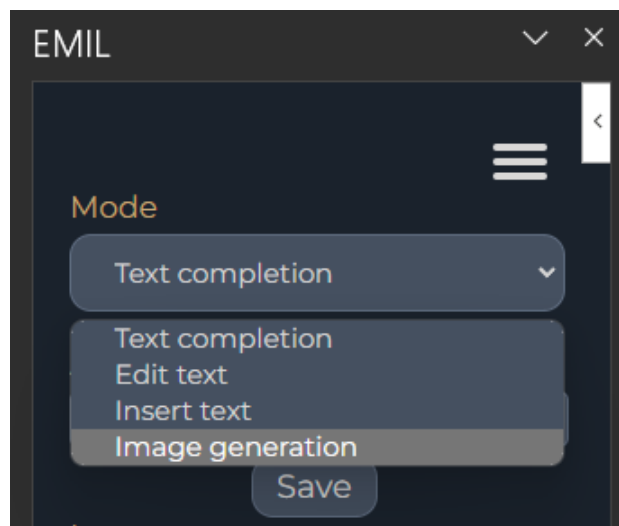 EMIL
Mode
Text completion
Text completion
Edit text
Insert text
Image generation
Save